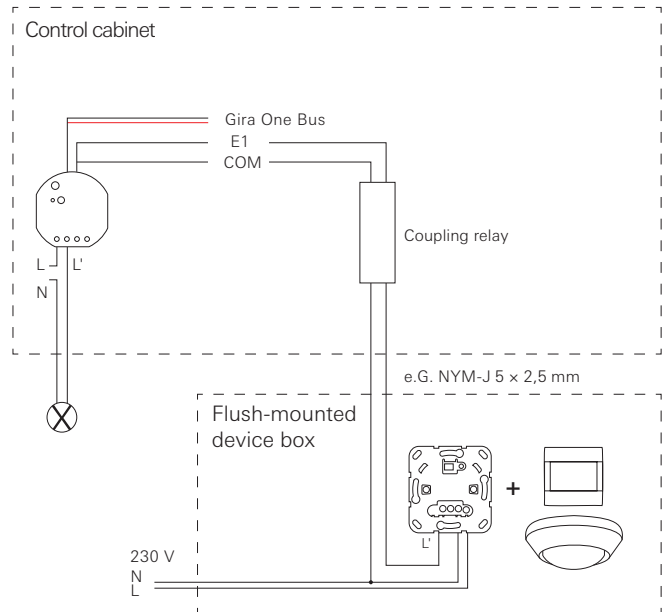 Control cabinet
Gira One Bus
E1
COM
Coupling relay
L L'
N
e.G. NYM-J 5 × 2,5 mm
Flush-mounted
device box
L'
230 V
N
L